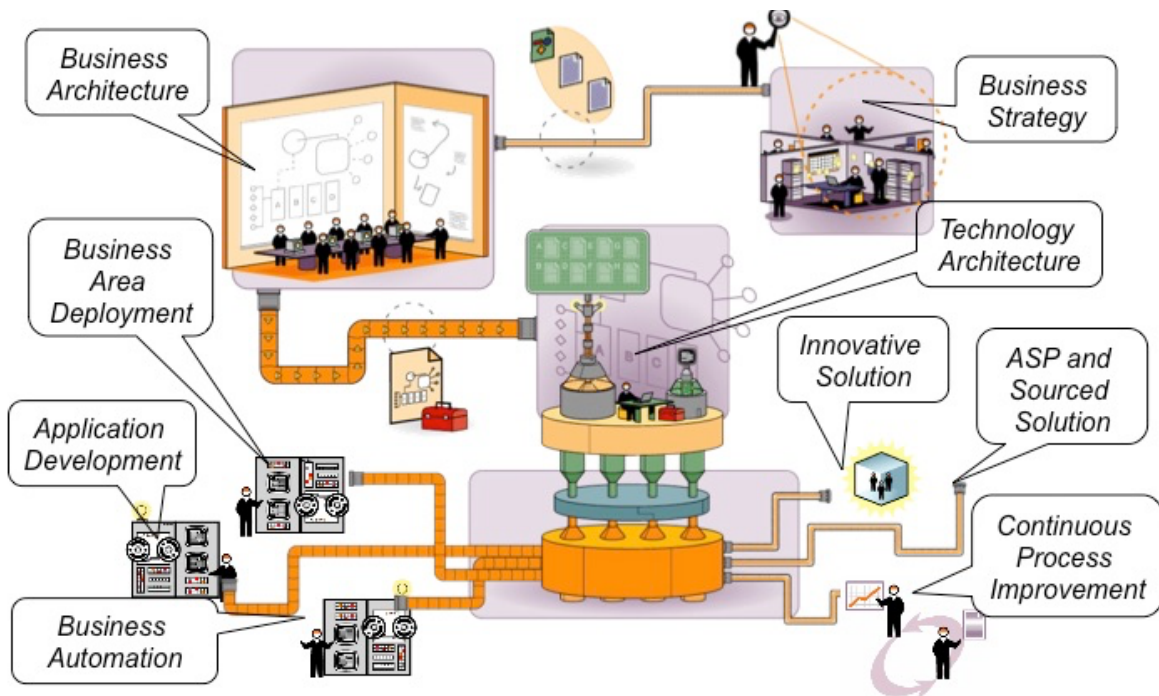 Business
Architecture
Business
Strategy
A B C D
A C E G
B D F H
Technology
Architecture
A B C
Business
Area
Deployment
Innovative
Solution
ASP and
Sourced
Solution
Application
Development
Continuous
Process
Improvement
Business
Automation